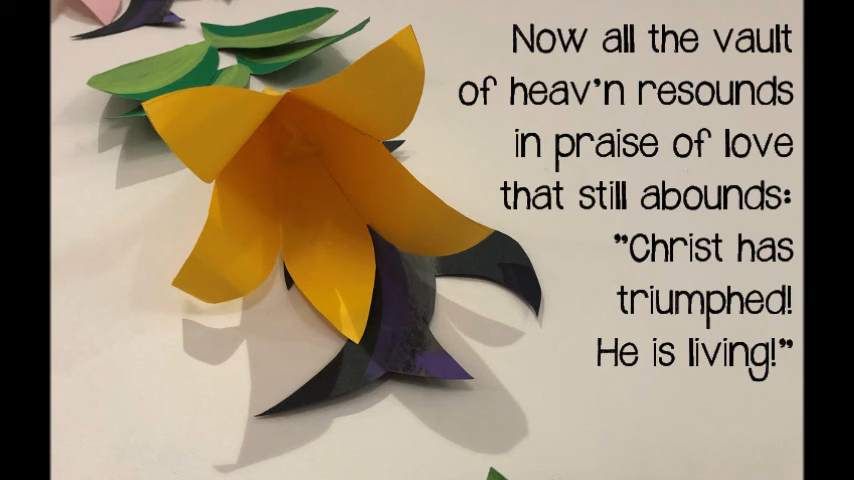 Now all the vault
of heav'n resounds
in praise of love
that still abounds:
"Christ has
triumphed!
He is living!"